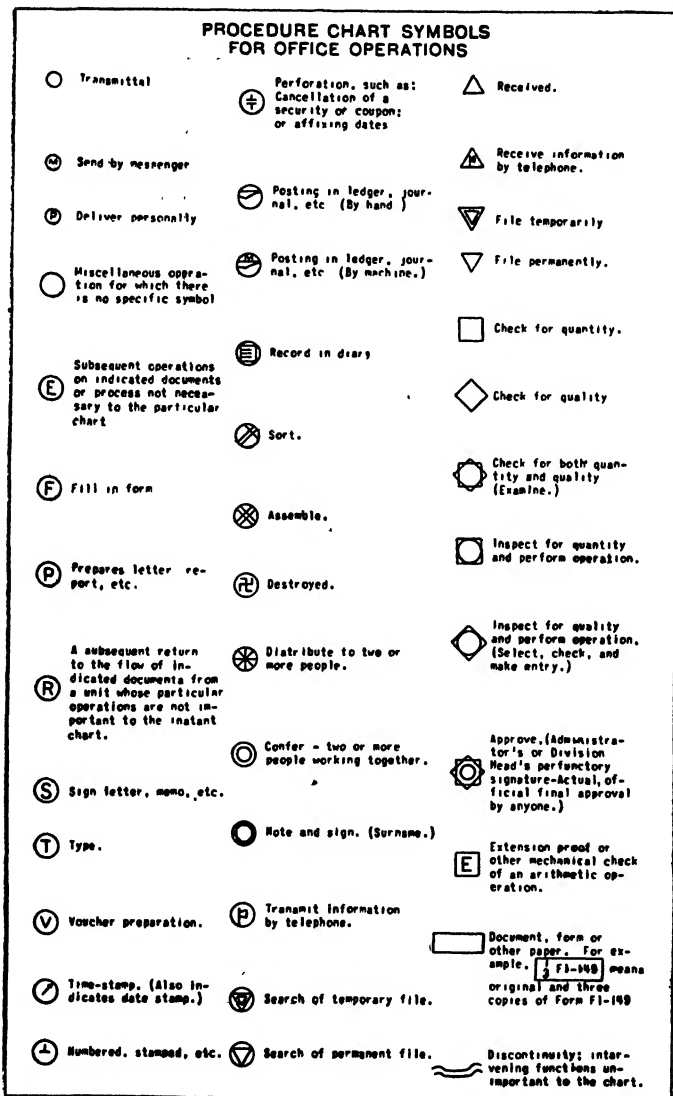 PROCEDURE CHART SYMBOLS
FOR OFFICE OPERATIONS
Transmittal
M
Send by messenger
P
Deliver personally
Miscellaneous opera-
tion for which there
is no specific symbol
E
Subsequent operations
on indicated documents
or process not neces-
sary to the particular
chart
F
Fill in form
P
Prepares letter re-
port, etc.
R
A subsequent return
to the flow of in-
dicated documents from
a unit whose particular
operations are not im-
portant to the instant
chart.
S
Sign letter, memo, etc.
T
Type.
V
Voucher preparation.
Time-stamp. (Also in-
dicates date stamp.)
Numbered, stamped, etc.
Perforation, such as:
Cancellation of a
security or coupon;
or affixing dates
Posting in ledger, jour-
nal, etc (By hand)
M
Posting in ledger, jour-
nal, etc (By machine.)
Record in diary
Sort.
Assemble.
Destroyed.
Distribute to two or
more people.
Confer - two or more
people working together.
Note and sign. (Surname.)
Transmit information
by telephone.
Search of temporary file.
Search of permanent file.
Received.
Receive information
by telephone.
File temporarily
File permanently.
Check for quantity.
Check for quality
Check for both quan-
tity and quality
(Examine.)
Inspect for quantity
and perform operation.
Inspect for quality
and perform operation.
(Select, check, and
make entry.)
Approve. (Administra-
tor's or Division
Head's perfunctory
signature-Actual, of-
ficial final approval
by anyone.)
E
Extension proof or
other mechanical check
of an arithmetic op-
eration.
Document, form or
other paper. For ex-
ample. F1-149 means
original and three
copies of Form F1-149
Discontinuity; inter-
vening functions un-
important to the chart.